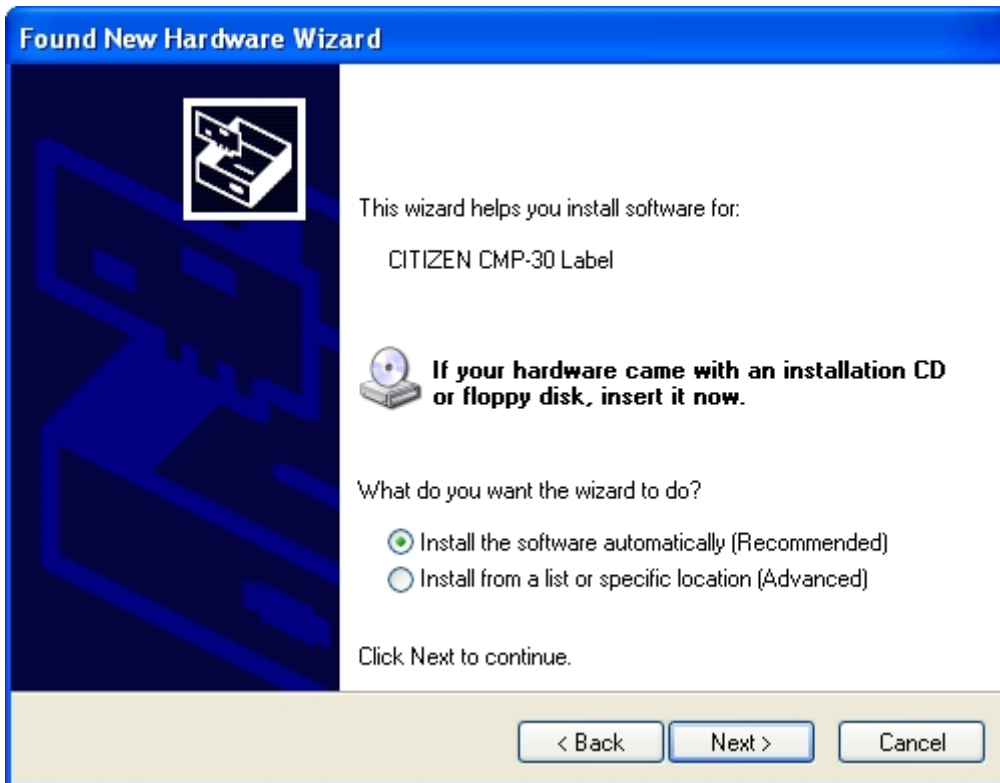 Found New Hardware Wizard
This wizard helps you install software for:
CITIZEN CMP-30 Label
If your hardware came with an installation CD
or floppy disk, insert it now.
What do you want the wizard to do?
Install the software automatically (Recommended)
Install from a list or specific location (Advanced)
Click Next to continue.
< Back
Next >
Cancel